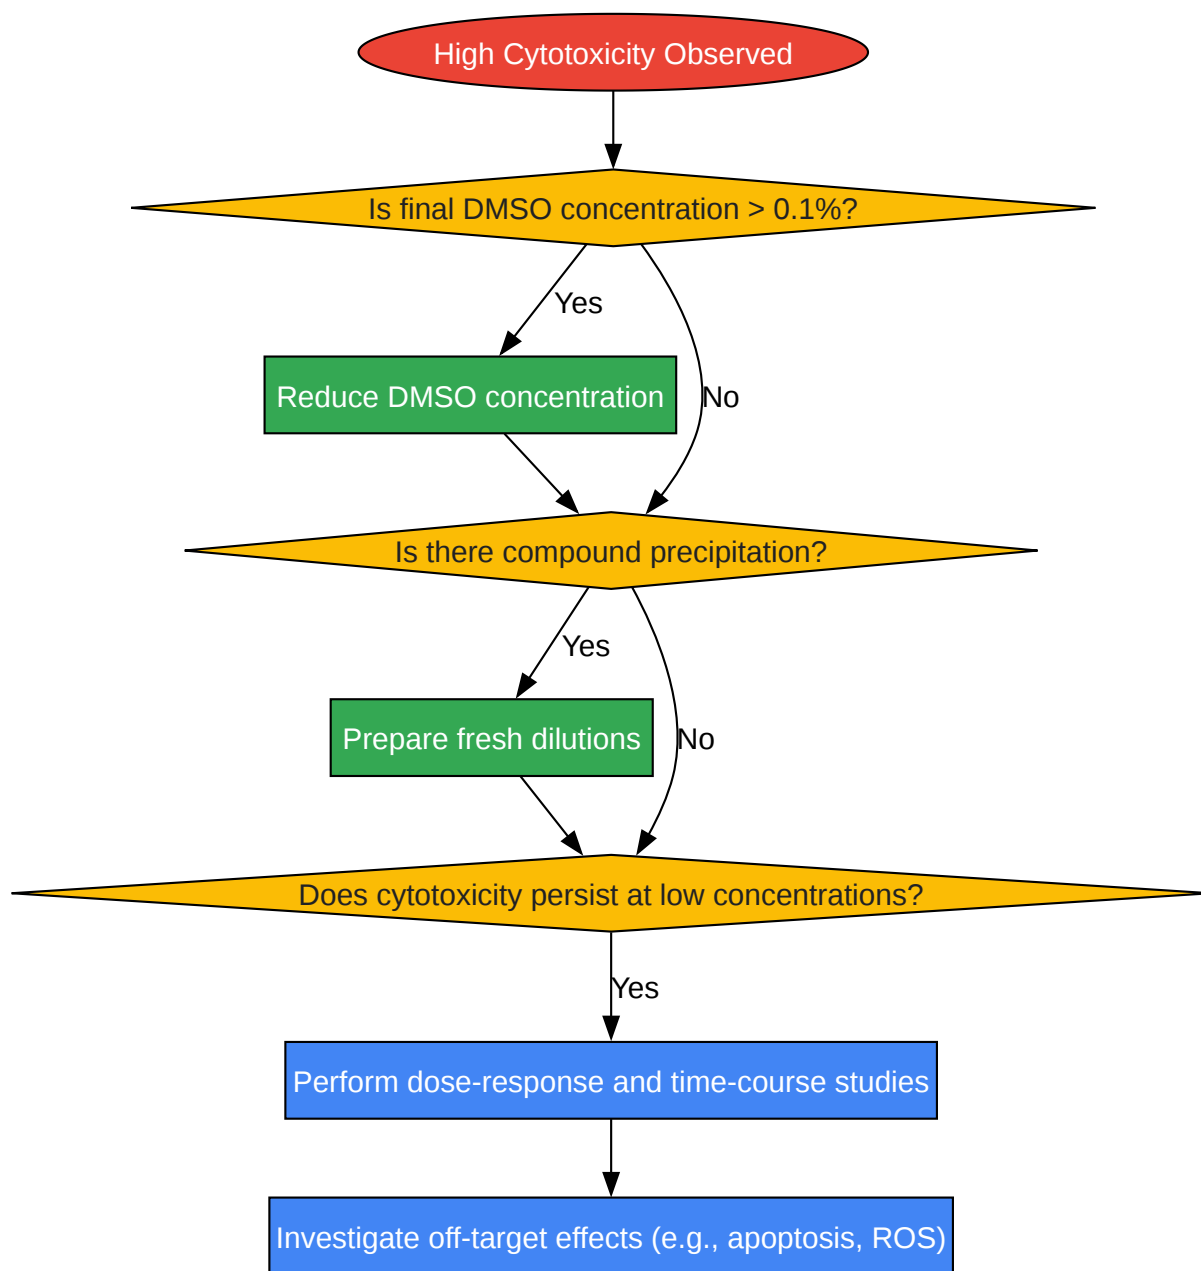 High Cytotoxicity Observed
Is final DMSO concentration > 0.1%?
Yes
Reduce DMSO concentration
No
Is there compound precipitation?
Yes
Prepare fresh dilutions
No
Does cytotoxicity persist at low concentrations?
Yes
Perform dose-response and time-course studies
Investigate off-target effects (e.g., apoptosis, ROS)